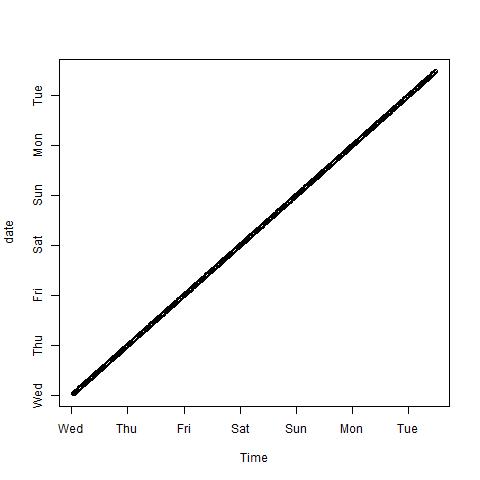 Tue
Mon
Sun
Sat
Fri
Thu
Wed
date
Wed Thu Fri Sat Sun Mon Tue
Time